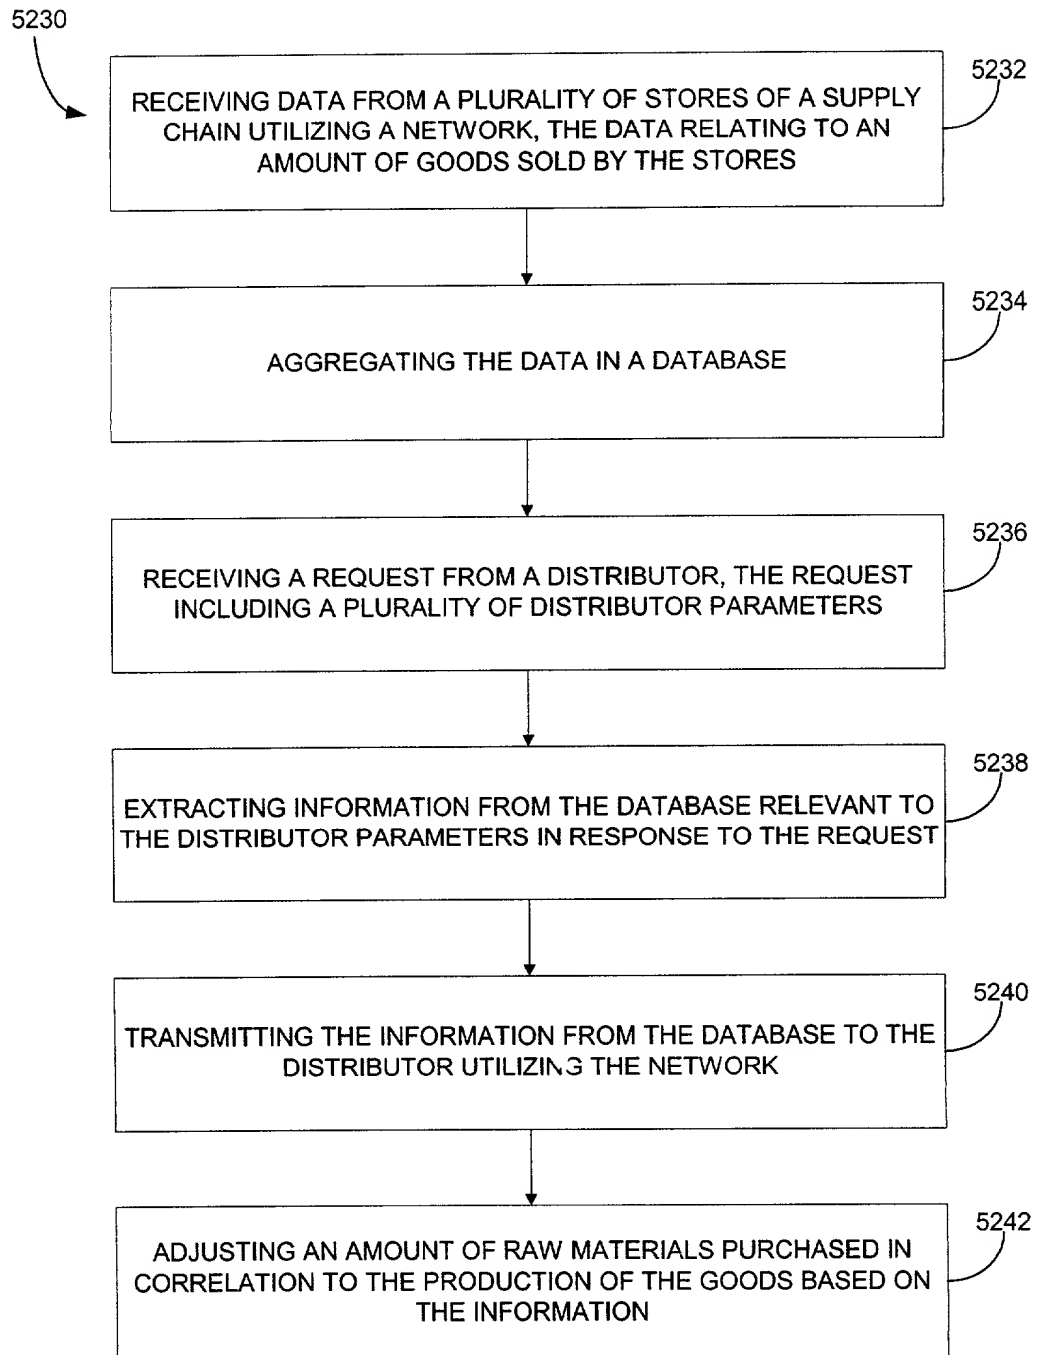 5230
5232
RECEIVING DATA FROM A PLURALITY OF STORES OF A SUPPLY
CHAIN UTILIZING A NETWORK, THE DATA RELATING TO AN
AMOUNT OF GOODS SOLD BY THE STORES
5234
AGGREGATING THE DATA IN A DATABASE
5236
RECEIVING A REQUEST FROM A DISTRIBUTOR, THE REQUEST
INCLUDING A PLURALITY OF DISTRIBUTOR PARAMETERS
5238
EXTRACTING INFORMATION FROM THE DATABASE RELEVANT TO
THE DISTRIBUTOR PARAMETERS IN RESPONSE TO THE REQUEST
5240
TRANSMITTING THE INFORMATION FROM THE DATABASE TO THE
DISTRIBUTOR UTILIZING THE NETWORK
5242
ADJUSTING AN AMOUNT OF RAW MATERIALS PURCHASED IN
CORRELATION TO THE PRODUCTION OF THE GOODS BASED ON
THE INFORMATION